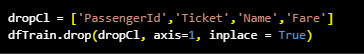 dropCl = ['PassengerId','Ticket','Name','Fare']
dfTrain.drop(dropCl, axis=1, inplace = True)